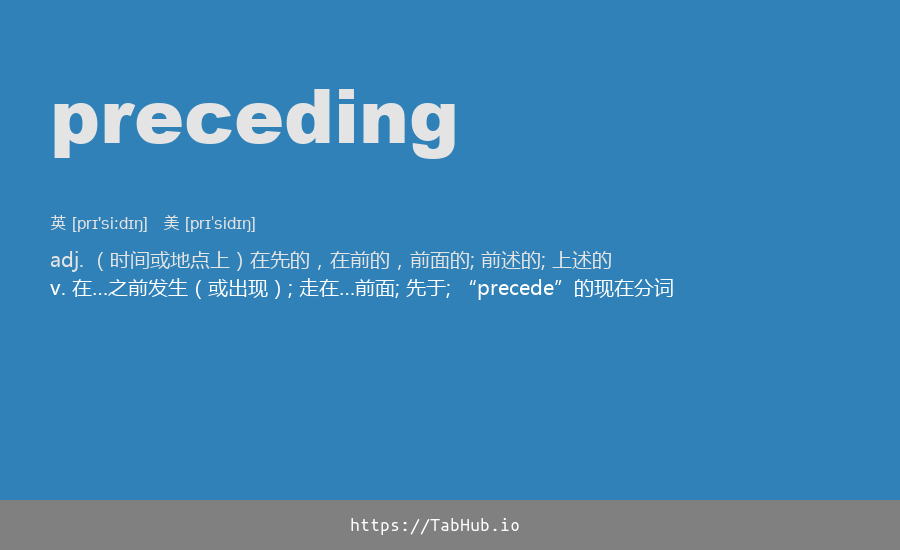 preceding
英 [prɪ'si:dɪŋ] 美 [prɪˈsidɪŋ]
adj. （时间或地点上）在先的，在前的，前面的; 前述的; 上述的
v. 在…之前发生（或出现）; 走在…前面; 先于; “precede”的现在分词
https://TabHub.io